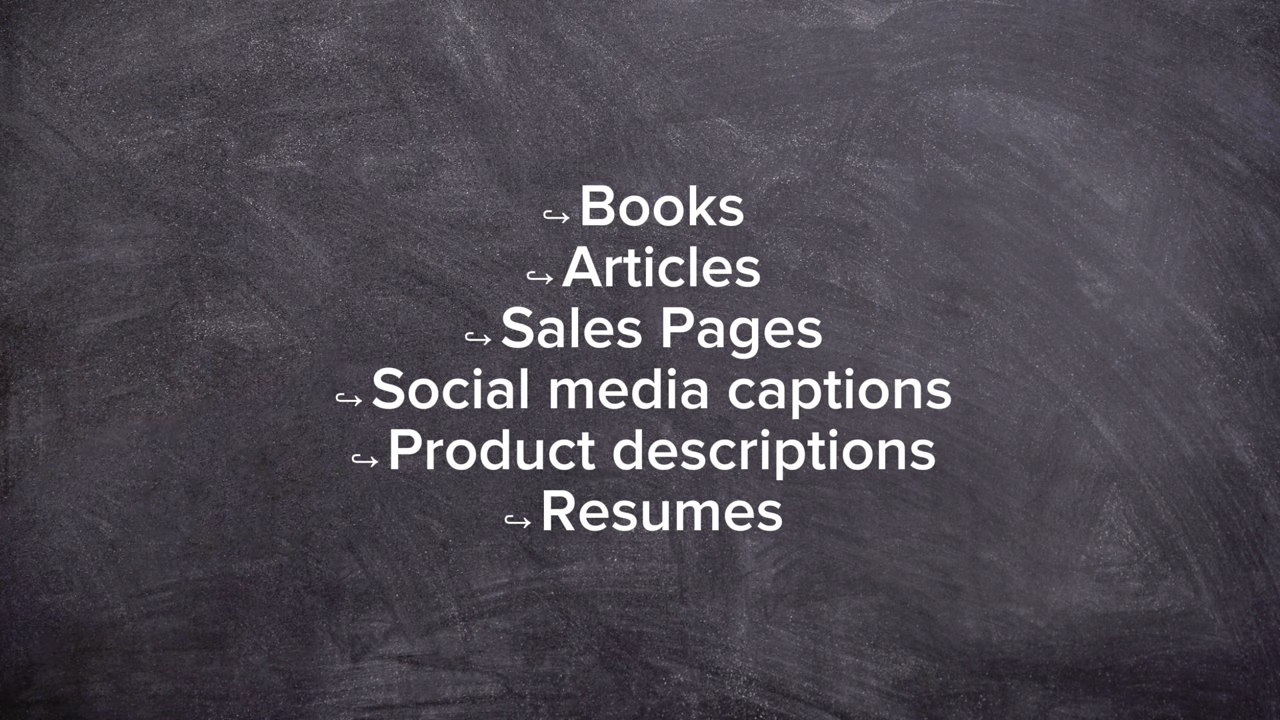 ↪Books
↪Articles
↪Sales Pages
↪Social media captions
↪Product descriptions
↪Resumes